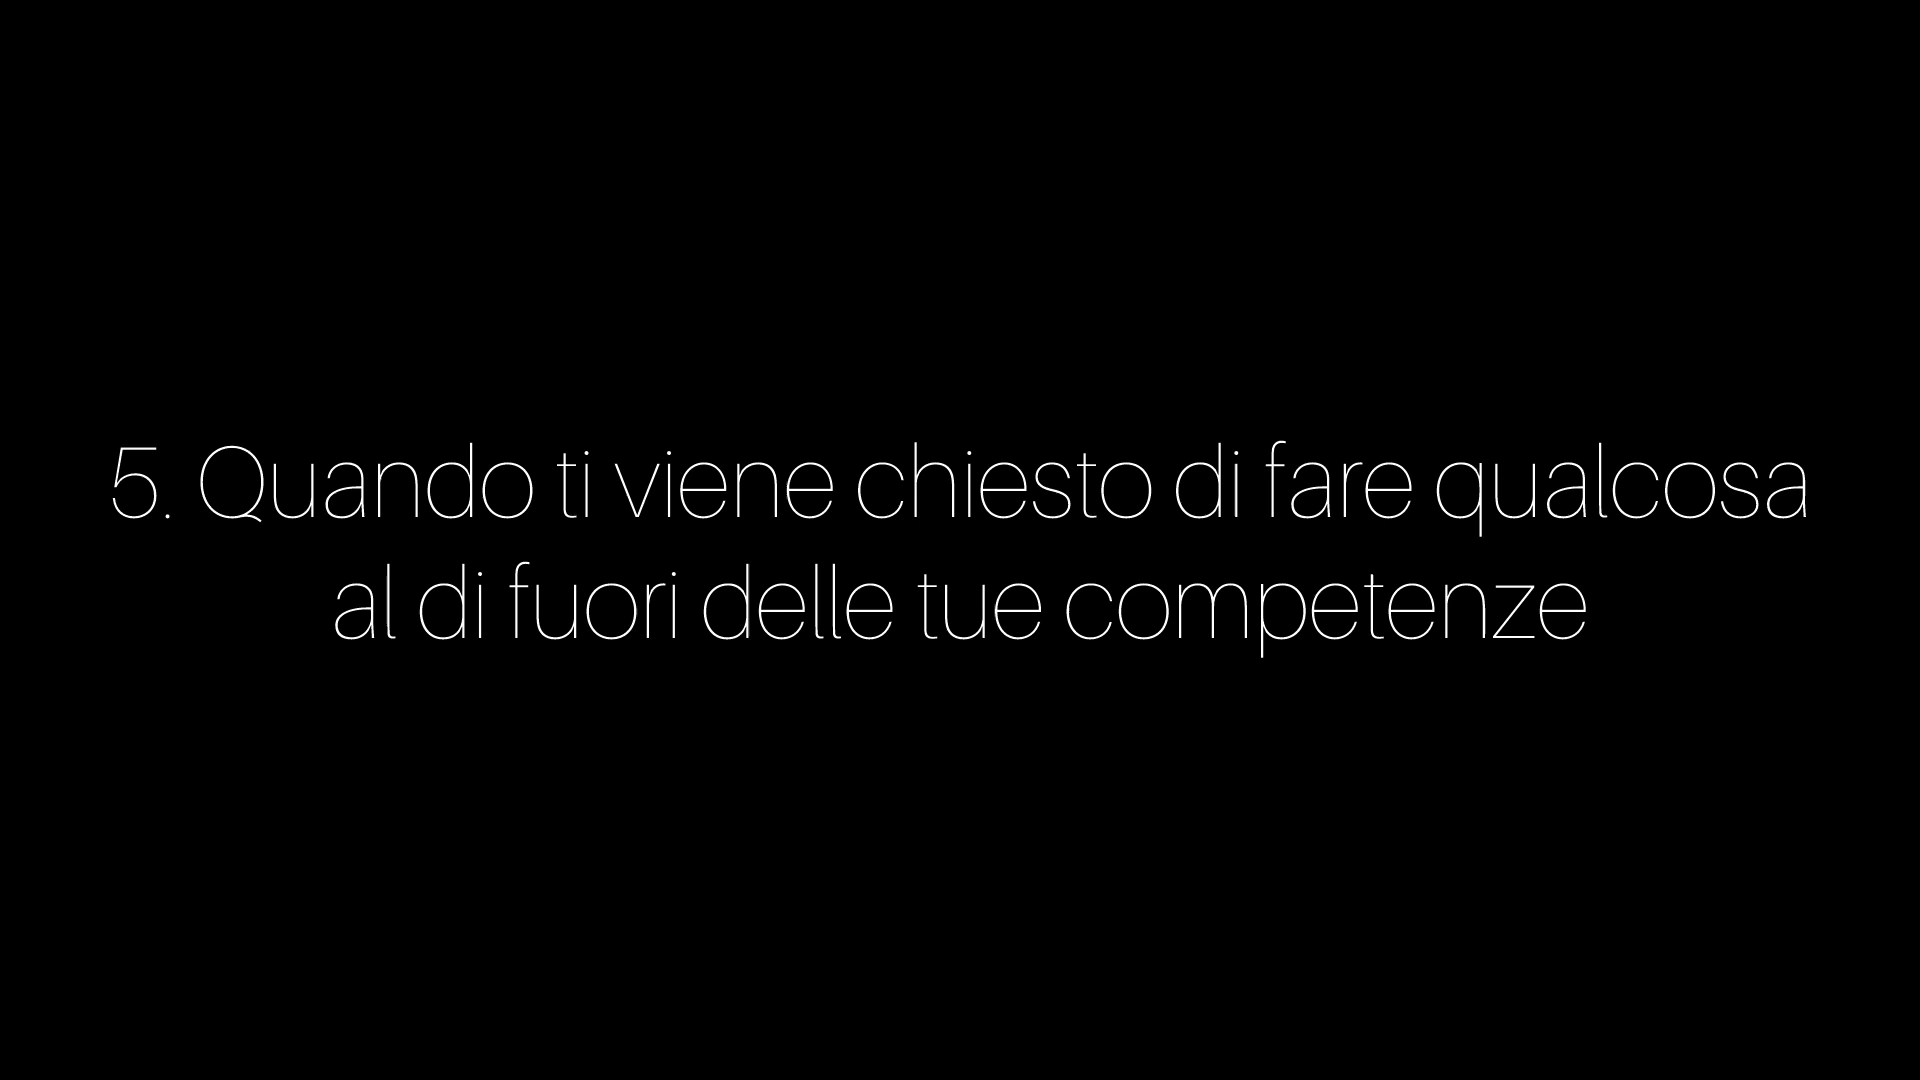 5. Quando ti viene chiesto di fare qualcosa
al di fuori delle tue competenze